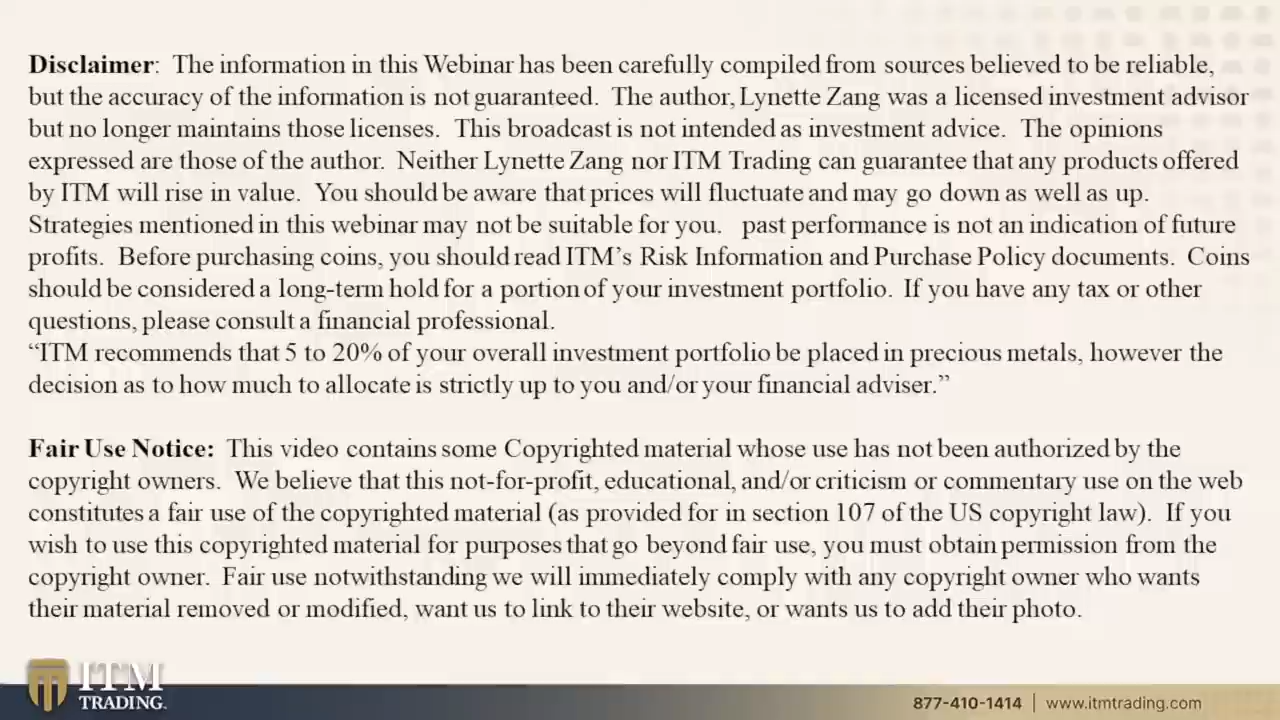 Disclaimer: The information in this Webinar has been carefully compiled from sources believed to be reliable,
but the accuracy of the information is not guaranteed. The author, Lynette Zang was a licensed investment advisor
but no longer maintains those licenses. This broadcast is not intended as investment advice. The opinions
expressed are those of the author. Neither Lynette Zang nor ITM Trading can guarantee that any products offered
by ITM will rise in value. You should be aware that prices will fluctuate and may go down as well as up.
Strategies mentioned in this webinar may not be suitable for you. past performance is not an indication of future
profits. Before purchasing coins, you should read ITM's Risk Information and Purchase Policy documents. Coins
should be considered a long-term hold for a portion of your investment portfolio. If you have any tax or other
questions, please consult a financial professional.
“ITM recommends that 5 to 20% of your overall investment portfolio be placed in precious metals, however the
decision as to how much to allocate is strictly up to you and/or your financial adviser.”
Fair Use Notice: This video contains some Copyrighted material whose use has not been authorized by the
copyright owners. We believe that this not-for-profit, educational, and/or criticism or commentary use on the web
constitutes a fair use of the copyrighted material (as provided for in section 107 of the US copyright law). If you
wish to use this copyrighted material for purposes that go beyond fair use, you must obtain permission from the
copyright owner. Fair use notwithstanding we will immediately comply with any copyright owner who wants
their material removed or modified, want us to link to their website, or wants us to add their photo.
ITM
TRADING
877-410-1414 | www.itmtrading.com